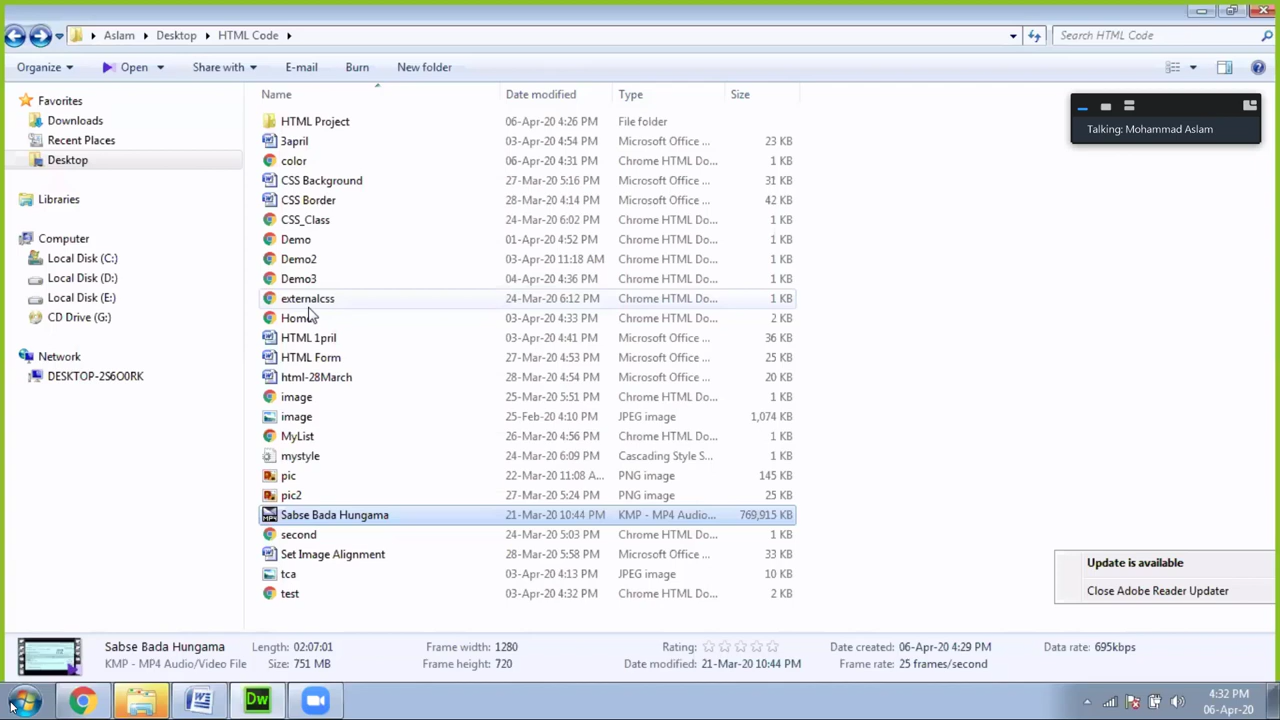 Aslam Desktop HTML Code Search HTML Code
Organize Open Share with E-mail Burn New folder
Name Date modified Type Size
Favorites
Downloads
Recent Places
Desktop
Libraries
Computer
Local Disk (C:)
Local Disk (D:)
Local Disk (E:)
CD Drive (G:)
Network
DESKTOP-2S6O0RK
HTML Project 06-Apr-20 4:26 PM File folder
3april 03-Apr-20 4:54 PM Microsoft Office ... 23 KB
color 06-Apr-20 4:31 PM Chrome HTML Do... 1 KB
CSS Background 27-Mar-20 5:16 PM Microsoft Office ... 31 KB
CSS Border 28-Mar-20 4:14 PM Microsoft Office ... 42 KB
CSS_Class 24-Mar-20 6:02 PM Chrome HTML Do... 1 KB
Demo 01-Apr-20 4:52 PM Chrome HTML Do... 1 KB
Demo2 03-Apr-20 11:18 AM Chrome HTML Do... 1 KB
Demo3 04-Apr-20 4:36 PM Chrome HTML Do... 1 KB
externalcss 24-Mar-20 6:12 PM Chrome HTML Do... 1 KB
Home 03-Apr-20 4:33 PM Chrome HTML Do... 2 KB
HTML 1pril 03-Apr-20 4:41 PM Microsoft Office ... 36 KB
HTML Form 27-Mar-20 4:53 PM Microsoft Office ... 25 KB
html-28March 28-Mar-20 4:54 PM Microsoft Office ... 20 KB
image 25-Mar-20 5:51 PM Chrome HTML Do... 1 KB
image 25-Feb-20 4:10 PM JPEG image 1,074 KB
MyList 26-Mar-20 4:56 PM Chrome HTML Do... 1 KB
mystyle 24-Mar-20 6:09 PM Cascading Style S... 1 KB
pic 22-Mar-20 11:08 A... PNG image 145 KB
pic2 27-Mar-20 5:24 PM PNG image 25 KB
Sabse Bada Hungama 21-Mar-20 10:44 PM KMP - MP4 Audio... 769,915 KB
second 24-Mar-20 5:34 PM Chrome HTML Do... 1 KB
Set Image Alignment 28-Mar-20 5:58 PM Microsoft Office ... 33 KB
tca 03-Apr-20 4:13 PM JPEG image 10 KB
test 03-Apr-20 4:32 PM Chrome HTML Do... 1 KB
Talking: Mohammad Aslam
Update is available
Close Adobe Reader Updater
Sabse Bada Hungama Length: 02:07:01 Frame width: 1280 Rating: Date created: 06-Apr-20 4:29 PM Data rate: 695kbps
KMP - MP4 Audio/Video File Size: 751 MB Frame height: 720 Date modified: 21-Mar-20 10:44 PM Frame rate: 25 frames/second
MP4
Dw
4:32 PM
06-Apr-20